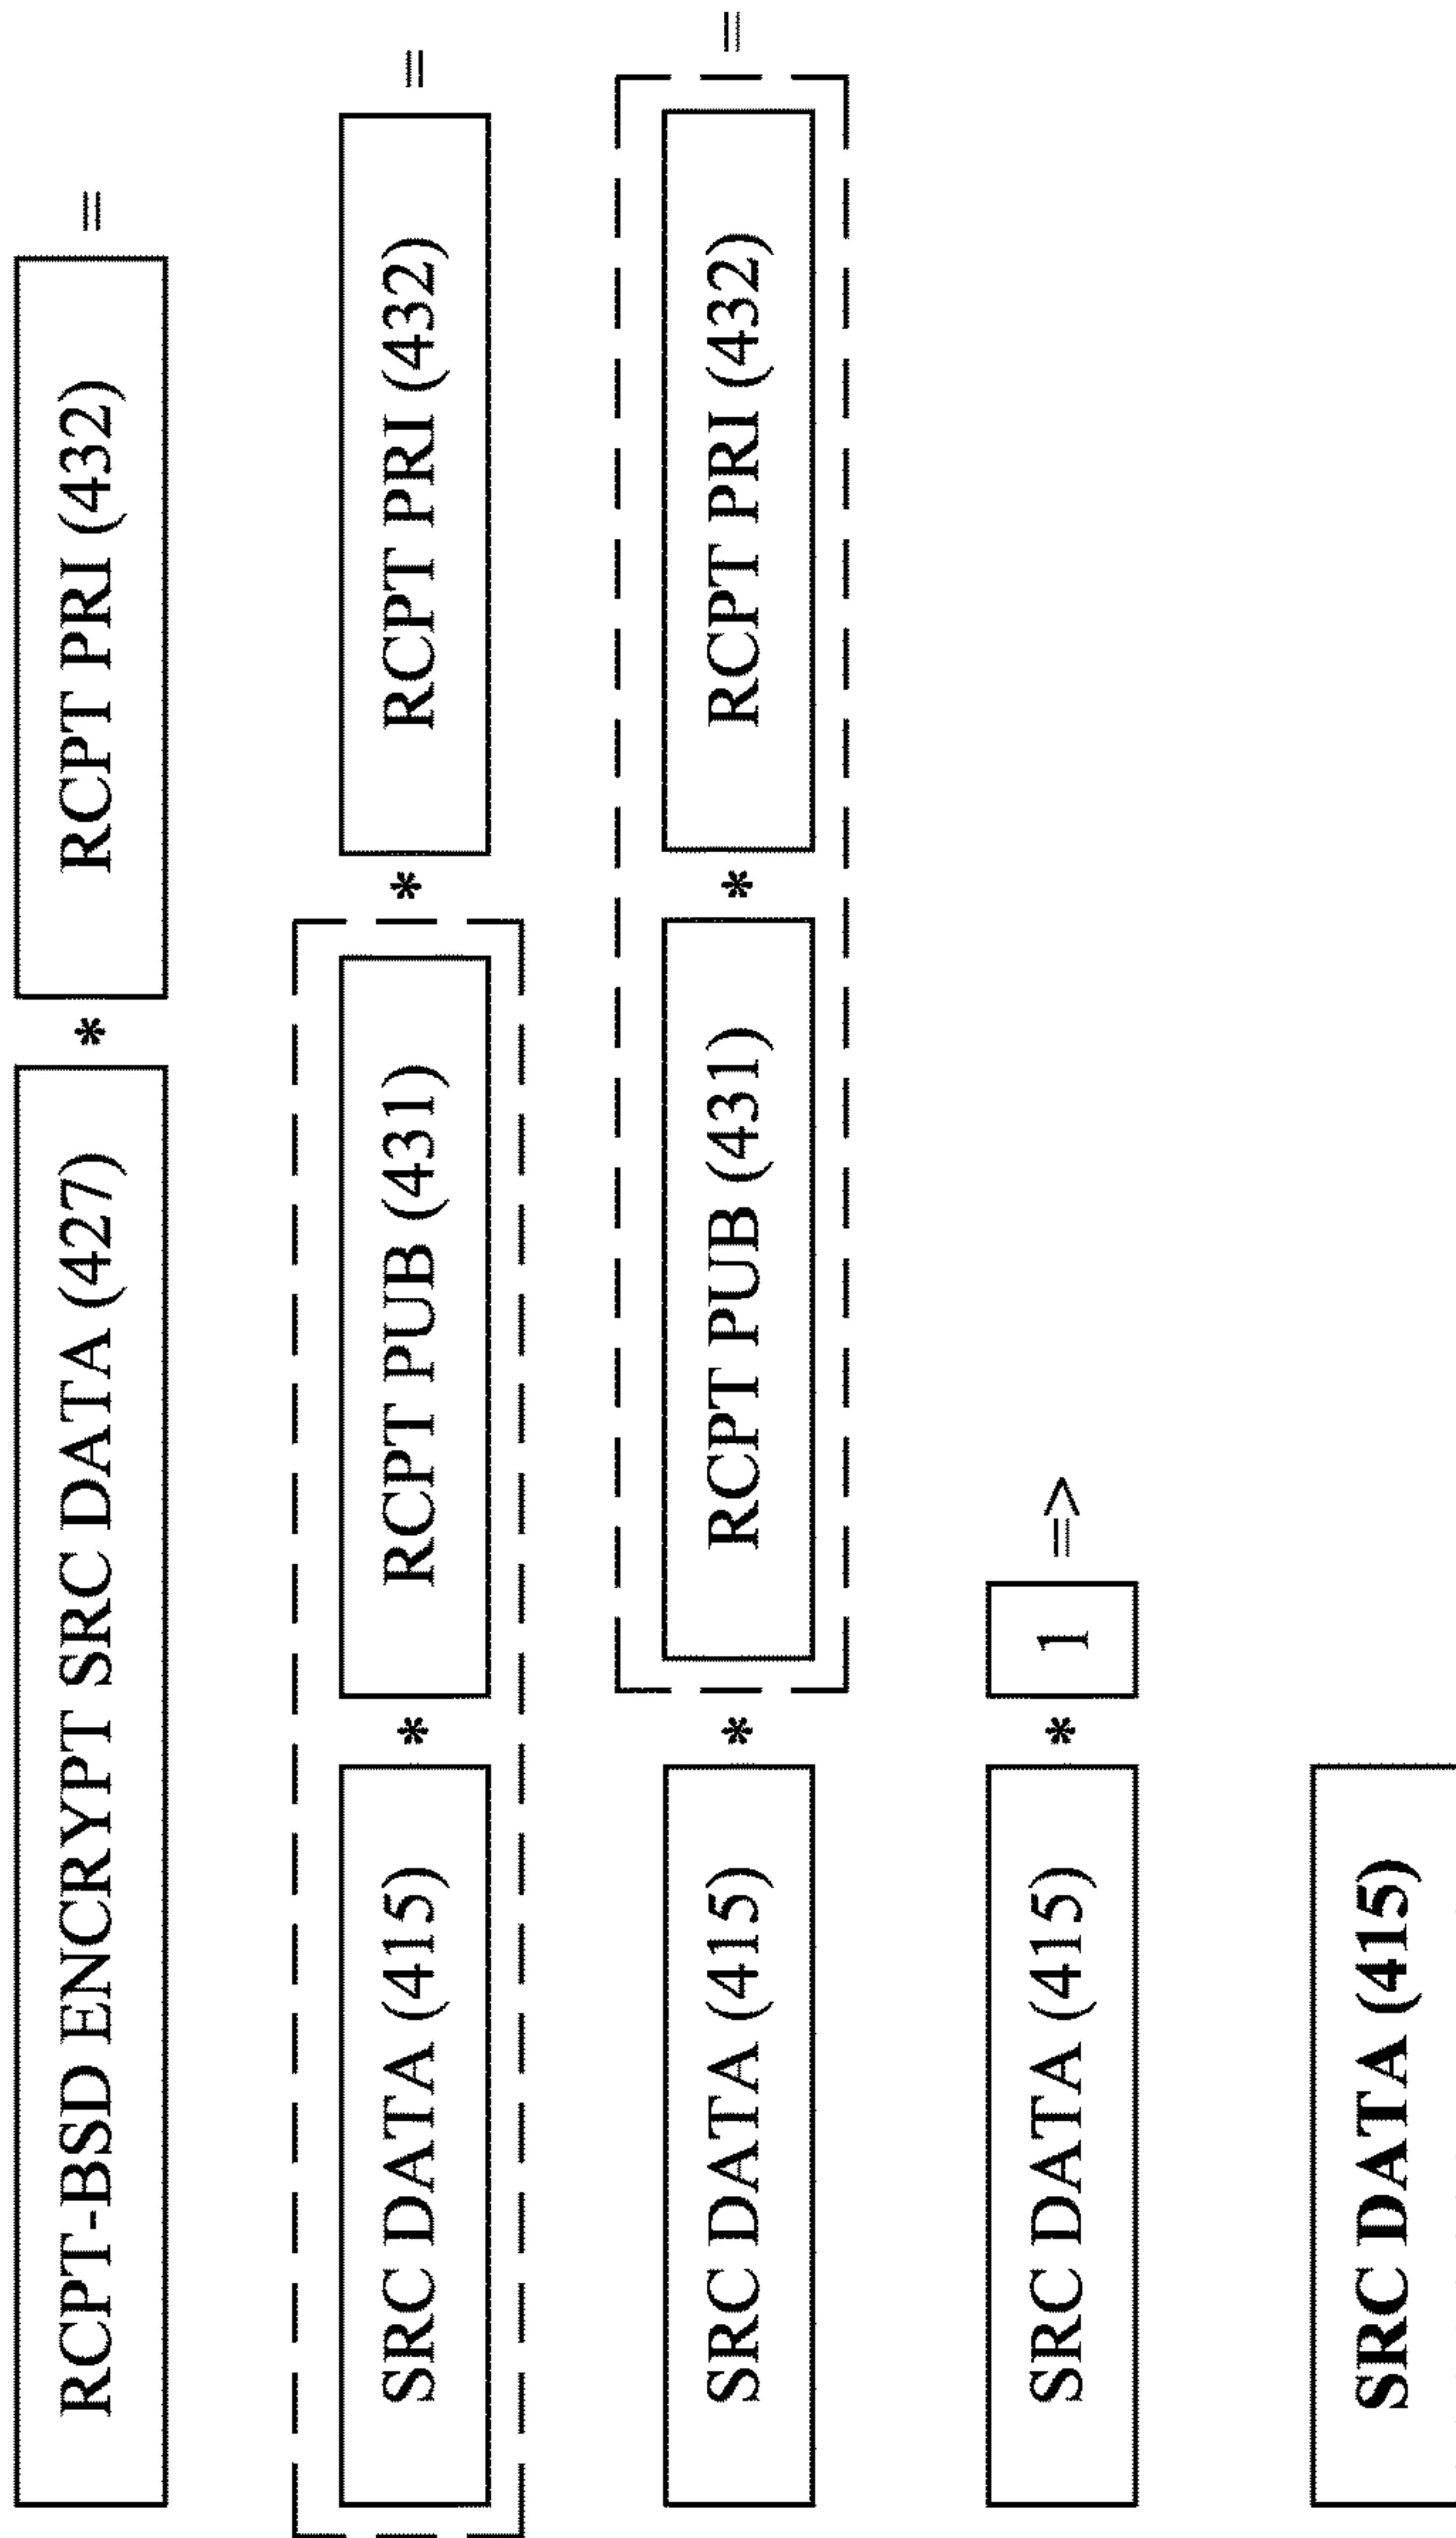 RCPT-BSD ENCRYPT SRC DATA (427) * RCPT PRI (432) =
SRC DATA (415) * RCPT PUB (431) * RCPT PRI (432) =
SRC DATA (415) * RCPT PUB (431) * RCPT PRI (432) =
SRC DATA (415) * 1 =>
SRC DATA (415)